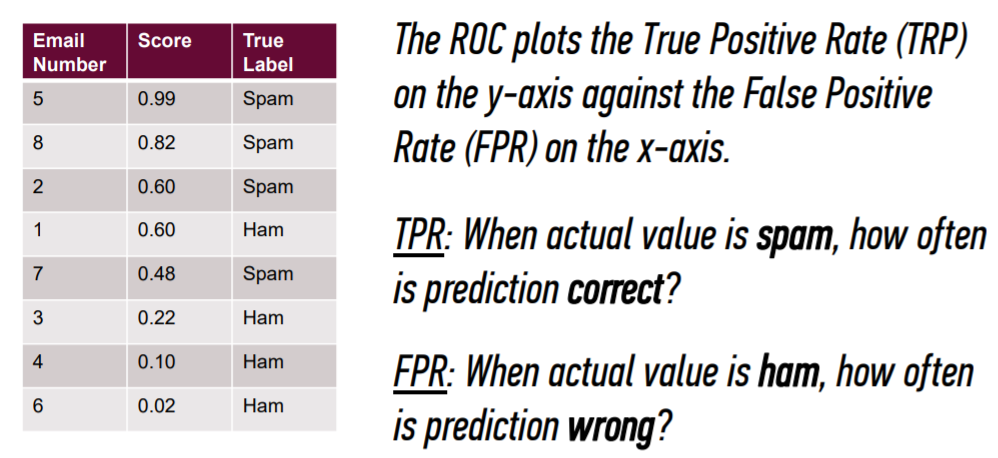 Email Number Score True Label
5 0.99 Spam
8 0.82 Spam
2 0.60 Spam
1 0.60 Ham
7 0.48 Spam
3 0.22 Ham
4 0.10 Ham
6 0.02 Ham
The ROC plots the True Positive Rate (TRP)
on the y-axis against the False Positive
Rate (FPR) on the x-axis.
TPR: When actual value is spam, how often
is prediction correct?
FPR: When actual value is ham, how often
is prediction wrong?